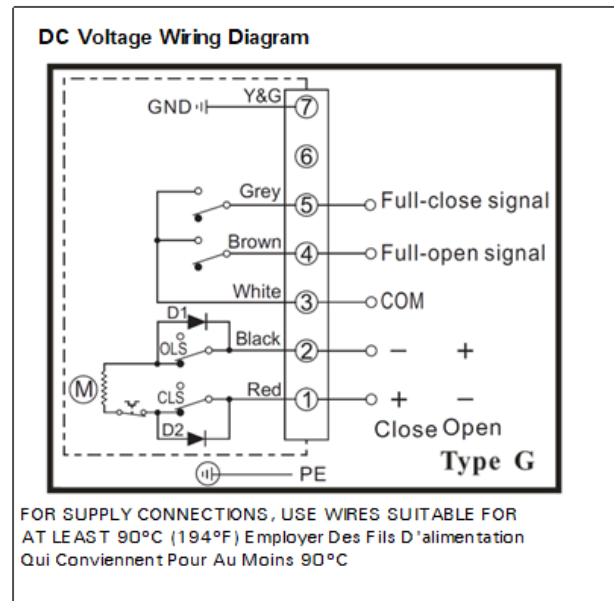 DC Voltage Wiring Diagram
GND Y&G 7
6
Grey 5 Full-close signal
Brown 4 Full-open signal
White 3 COM
D1
OLS Black 2 − +
M CLS Red 1 + −
D2 Close Open
Type G
PE
FOR SUPPLY CONNECTIONS, USE WIRES SUITABLE FOR
AT LEAST 90°C (194°F) Employer Des Fils D'alimentation
Qui Conviennent Pour Au Moins 90°C